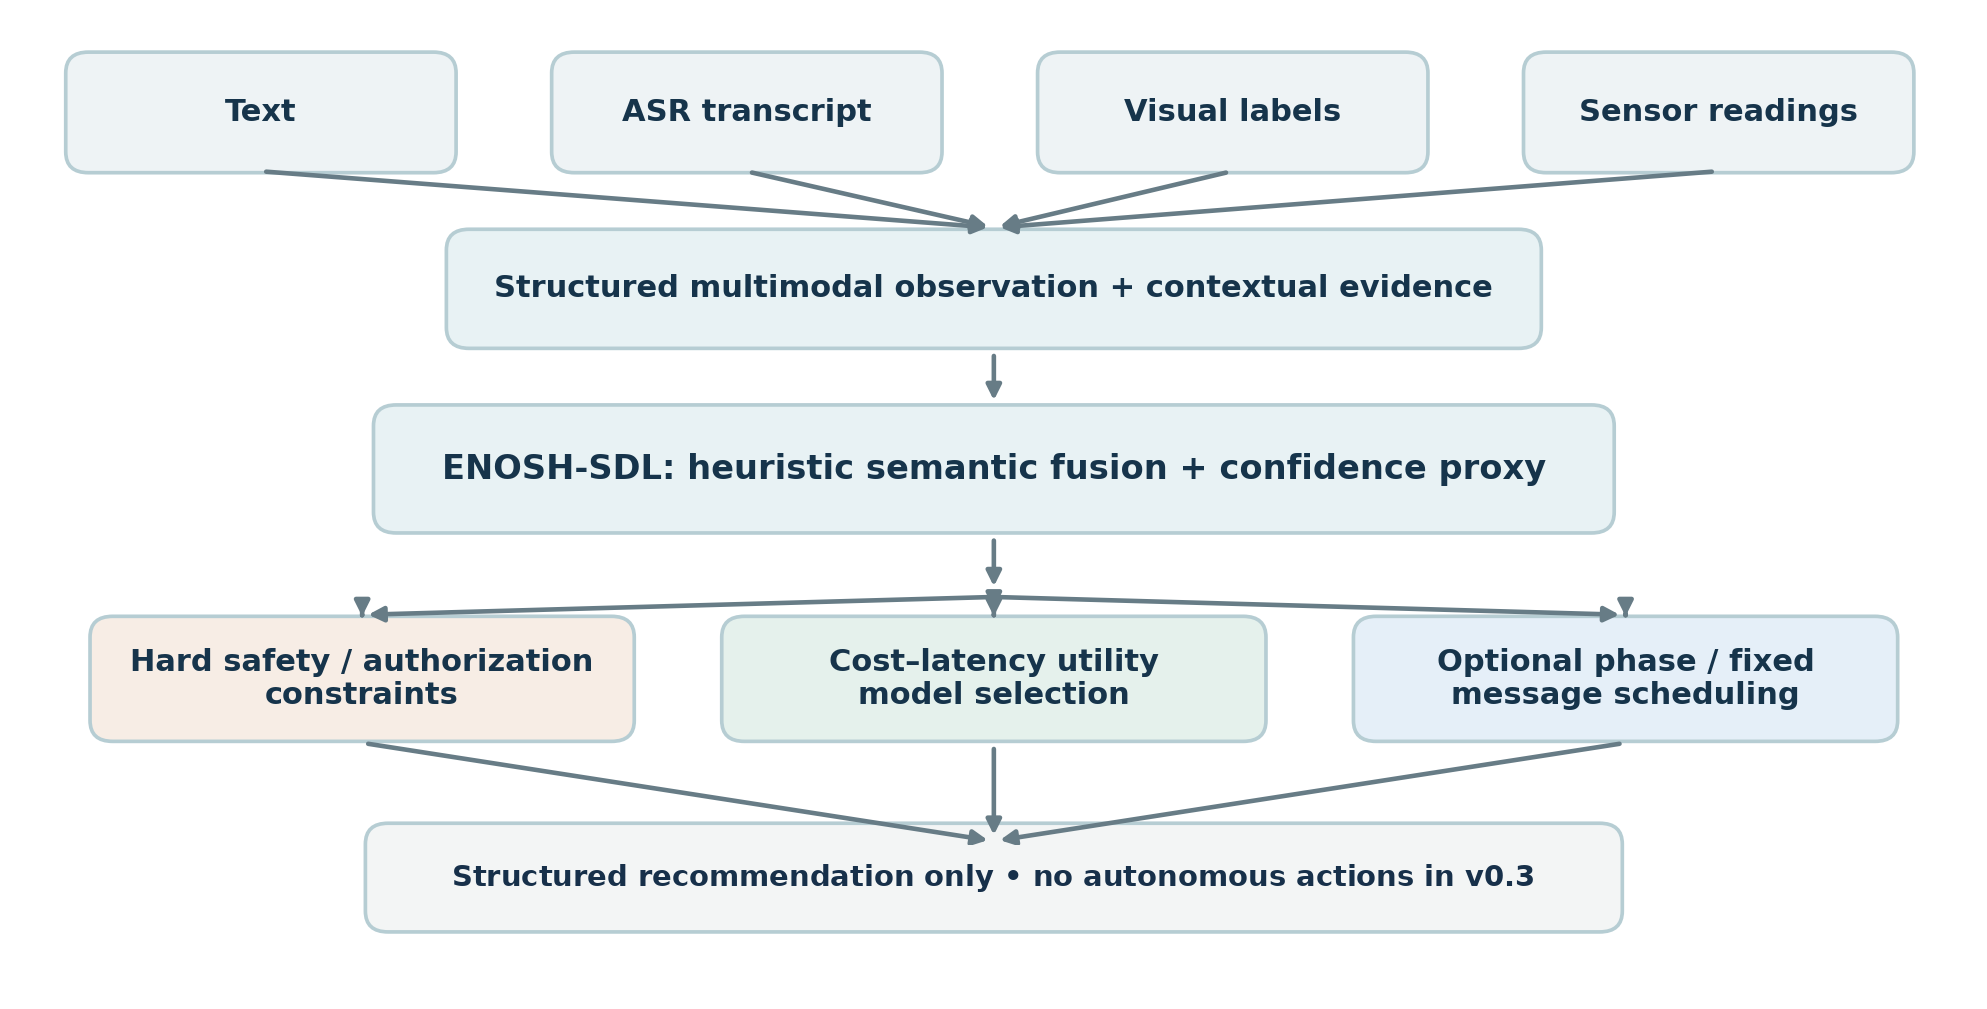 Text
ASR transcript
Visual labels
Sensor readings
Structured multimodal observation + contextual evidence
ENOSH-SDL: heuristic semantic fusion + confidence proxy
Hard safety / authorization
constraints
Cost–latency utility
model selection
Optional phase / fixed
message scheduling
Structured recommendation only • no autonomous actions in v0.3